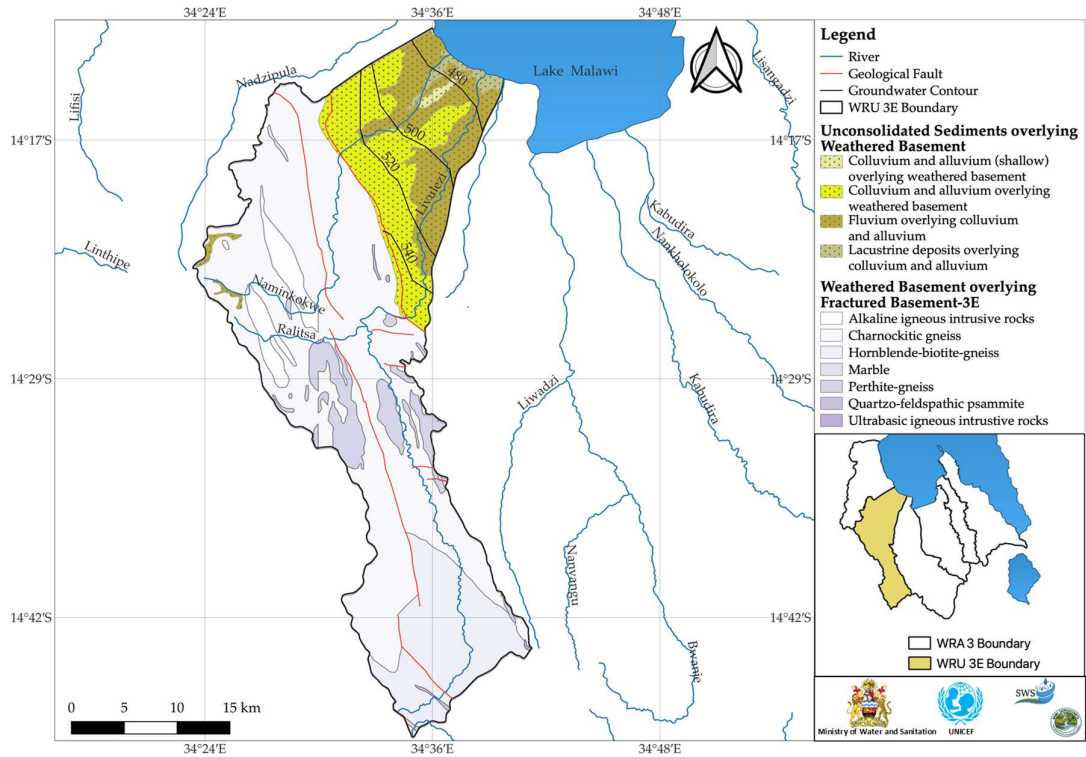 34°24'E
34°36'E
34°48'E
Nadzipula
Lifisi
Lake Malawi
Lisangadzi
480
14°17'S
14°17'S
500
520
Livulezi
540
Kabudira
Nankholokolo
Linthipe
Naminkokwe
Ralitsa
14°29'S
14°29'S
Liwadzi
Kabudira
Nanyangu
14°42'S
14°42'S
Bwanje
0 5 10 15 km
34°24'E
34°36'E
34°48'E
Legend
River
Geological Fault
Groundwater Contour
WRU 3E Boundary
Unconsolidated Sediments overlying
Weathered Basement
Colluvium and alluvium (shallow)
overlying weathered basement
Colluvium and alluvium overlying
weathered basement
Fluvium overlying colluvium
and alluvium
Lacustrine deposits overlying
colluvium and alluvium
Weathered Basement overlying
Fractured Basement-3E
Alkaline igneous intrusive rocks
Charnockitic gneiss
Hornblende-biotite-gneiss
Marble
Perthite-gneiss
Quartzo-feldspathic psammite
Ultrabasic igneous intrusive rocks
WRA 3 Boundary
WRU 3E Boundary
SWS
Ministry of Water and Sanitation
UNICEF